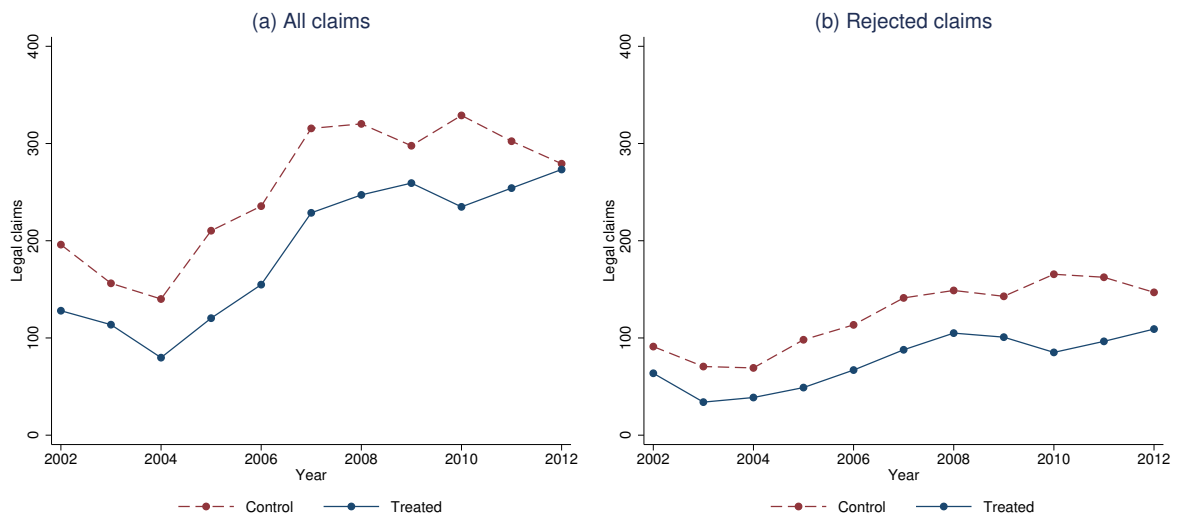 (a) All claims
Legal claims
400
300
200
100
0
2002 2004 2006 2008 2010 2012
Year
Control Treated
(b) Rejected claims
Legal claims
400
300
200
100
0
2002 2004 2006 2008 2010 2012
Year
Control Treated